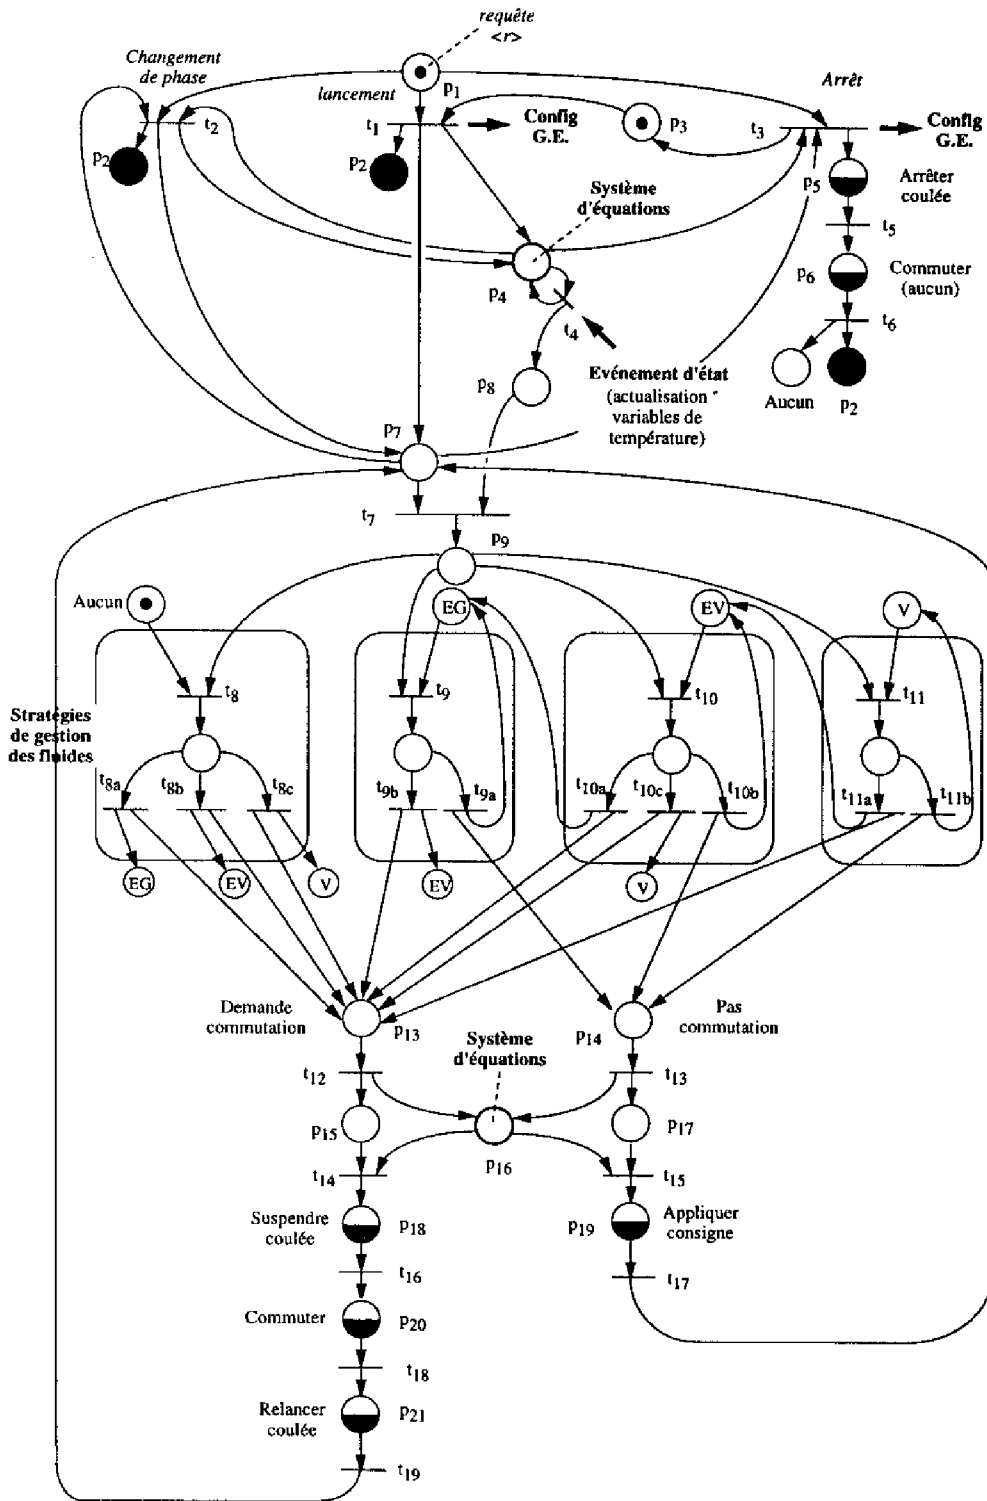 requête
<r>
Changement
de phase
Arrêt
p1
lancement
t2
t1
Config
G.E.
p3
t3
Config
G.E.
p2
p2
p5
Arrêter
coulée
Système
d'équations
t5
p6
Commuter
(aucun)
p4
t4
t6
Evénement d'état
(actualisation
variables de
température)
p8
Aucun
p2
p7
t7
p9
Aucun
EG
EV
V
t8
t9
t10
t11
Stratégies
de gestion
des fluides
t8a
t8b
t8c
t9b
t9a
t10a
t10c
t10b
t11a
t11b
EG
EV
V
EV
V
Demande
commutation
p13
Pas
commutation
p14
Système
d'équations
t12
t13
p15
p16
p17
t14
t15
Suspendre
coulée
p18
p19
Appliquer
consigne
t16
t17
Commuter
p20
t18
Relancer
coulée
p21
t19